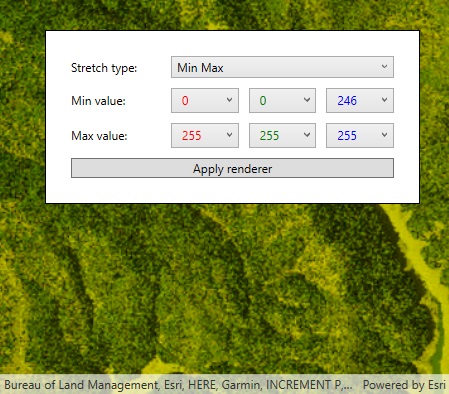 Stretch type: Min Max
Min value: 0 0 246
Max value: 255 255 255
Apply renderer
Bureau of Land Management, Esri, HERE, Garmin, INCREMENT P,... Powered by Esri